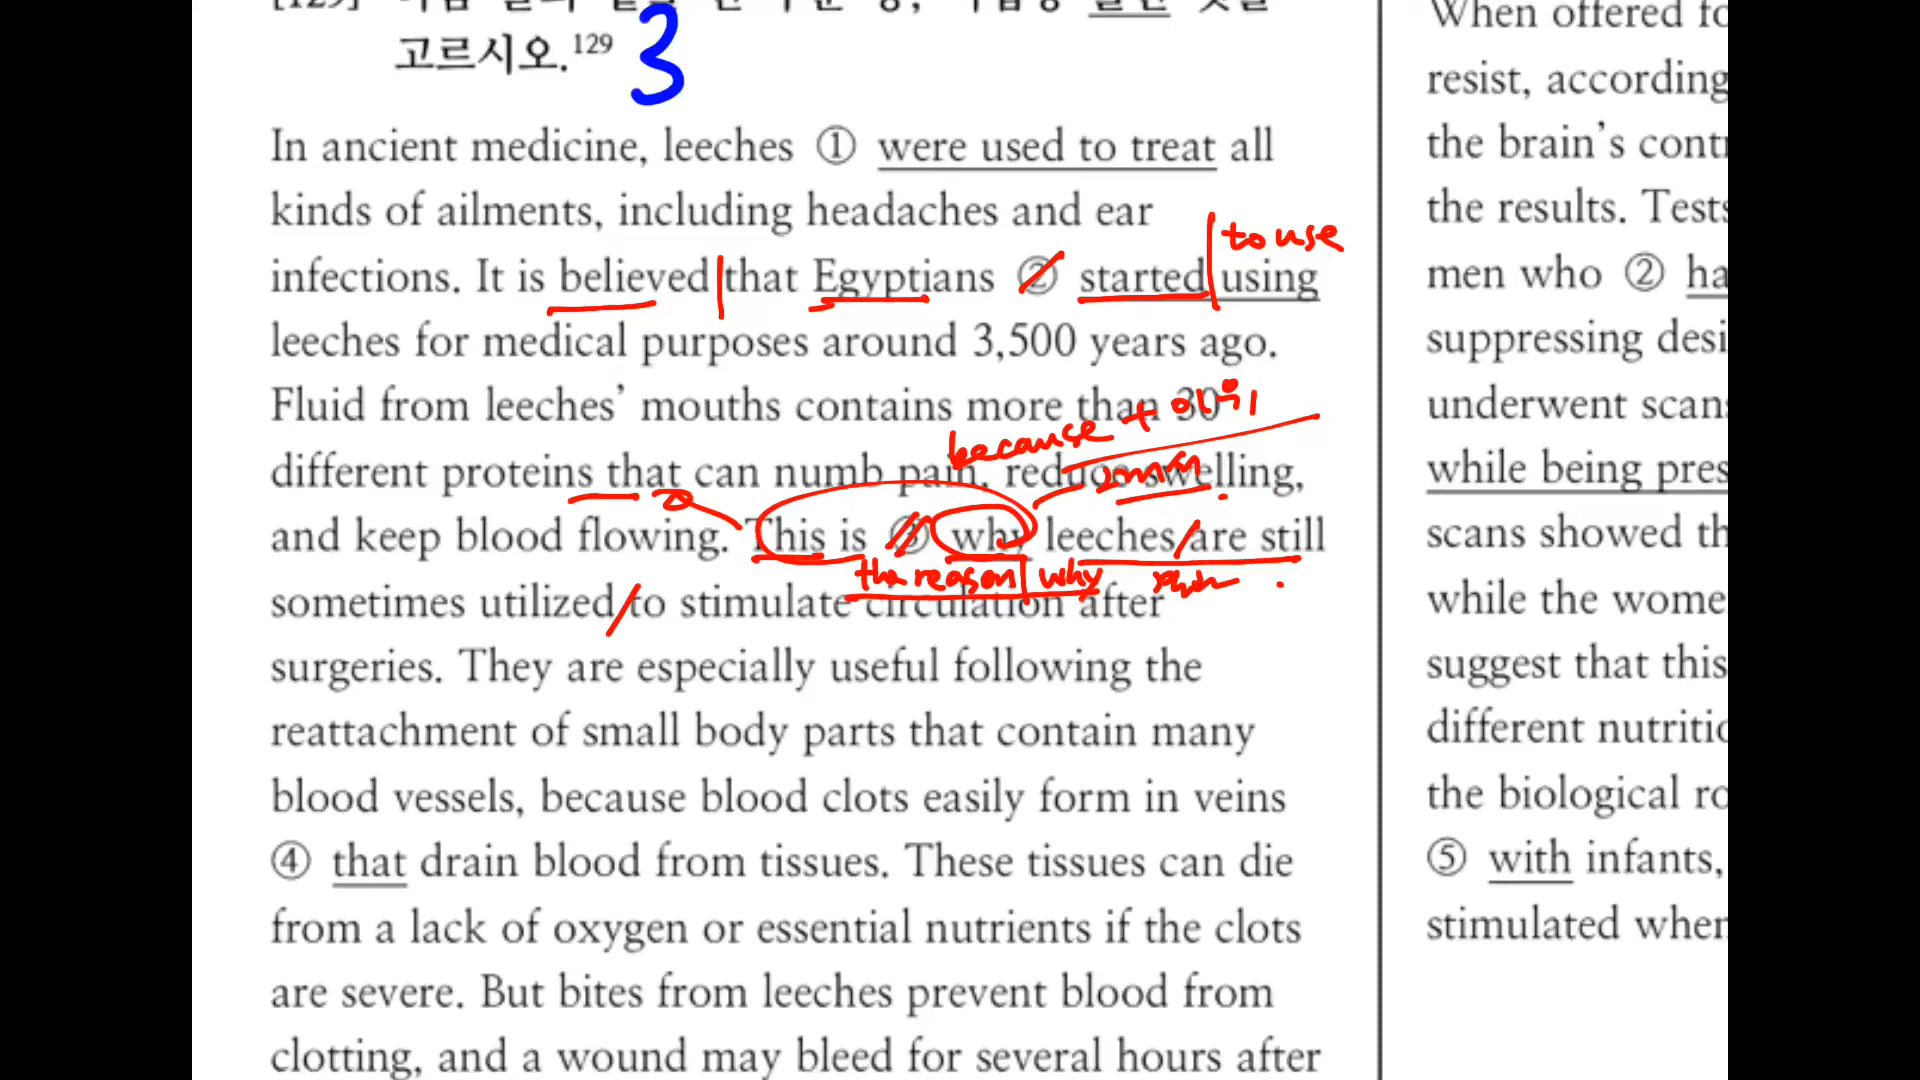 고르시오.129 3
In ancient medicine, leeches ① were used to treat all
kinds of ailments, including headaches and ear
to use
infections. It is believed that Egyptians ② started using
leeches for medical purposes around 3,500 years ago.
Fluid from leeches' mouths contains more than 30
because + 이유
different proteins that can numb pain, reduce swelling,
and keep blood flowing. This is ③ why leeches are still
the reason why
sometimes utilized to stimulate circulation after
surgeries. They are especially useful following the
reattachment of small body parts that contain many
blood vessels, because blood clots easily form in veins
④ that drain blood from tissues. These tissues can die
from a lack of oxygen or essential nutrients if the clots
are severe. But bites from leeches prevent blood from
clotting, and a wound may bleed for several hours after
When offered fo
resist, according
the brain's cont
the results. Tests
men who ② ha
suppressing desi
underwent scan
while being pres
scans showed th
while the wome
suggest that this
different nutriti
the biological ro
⑤ with infants,
stimulated when